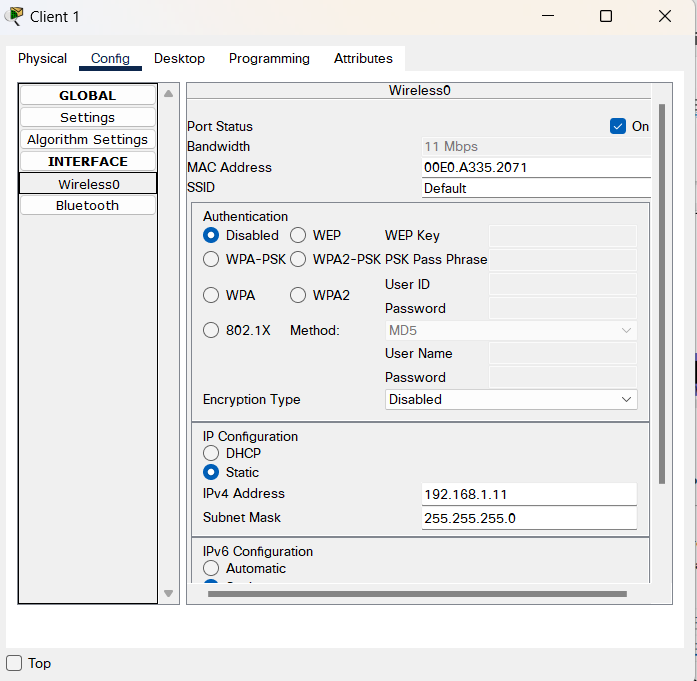 Client 1
Physical Config Desktop Programming Attributes
GLOBAL
Settings
Algorithm Settings
INTERFACE
Wireless0
Bluetooth
Wireless0
Port Status On
Bandwidth 11 Mbps
MAC Address 00E0.A335.2071
SSID Default
Authentication
Disabled WEP WEP Key
WPA-PSK WPA2-PSK PSK Pass Phrase
User ID
WPA WPA2
Password
802.1X Method: MD5
User Name
Password
Encryption Type Disabled
IP Configuration
DHCP
Static
IPv4 Address 192.168.1.11
Subnet Mask 255.255.255.0
IPv6 Configuration
Automatic
Top